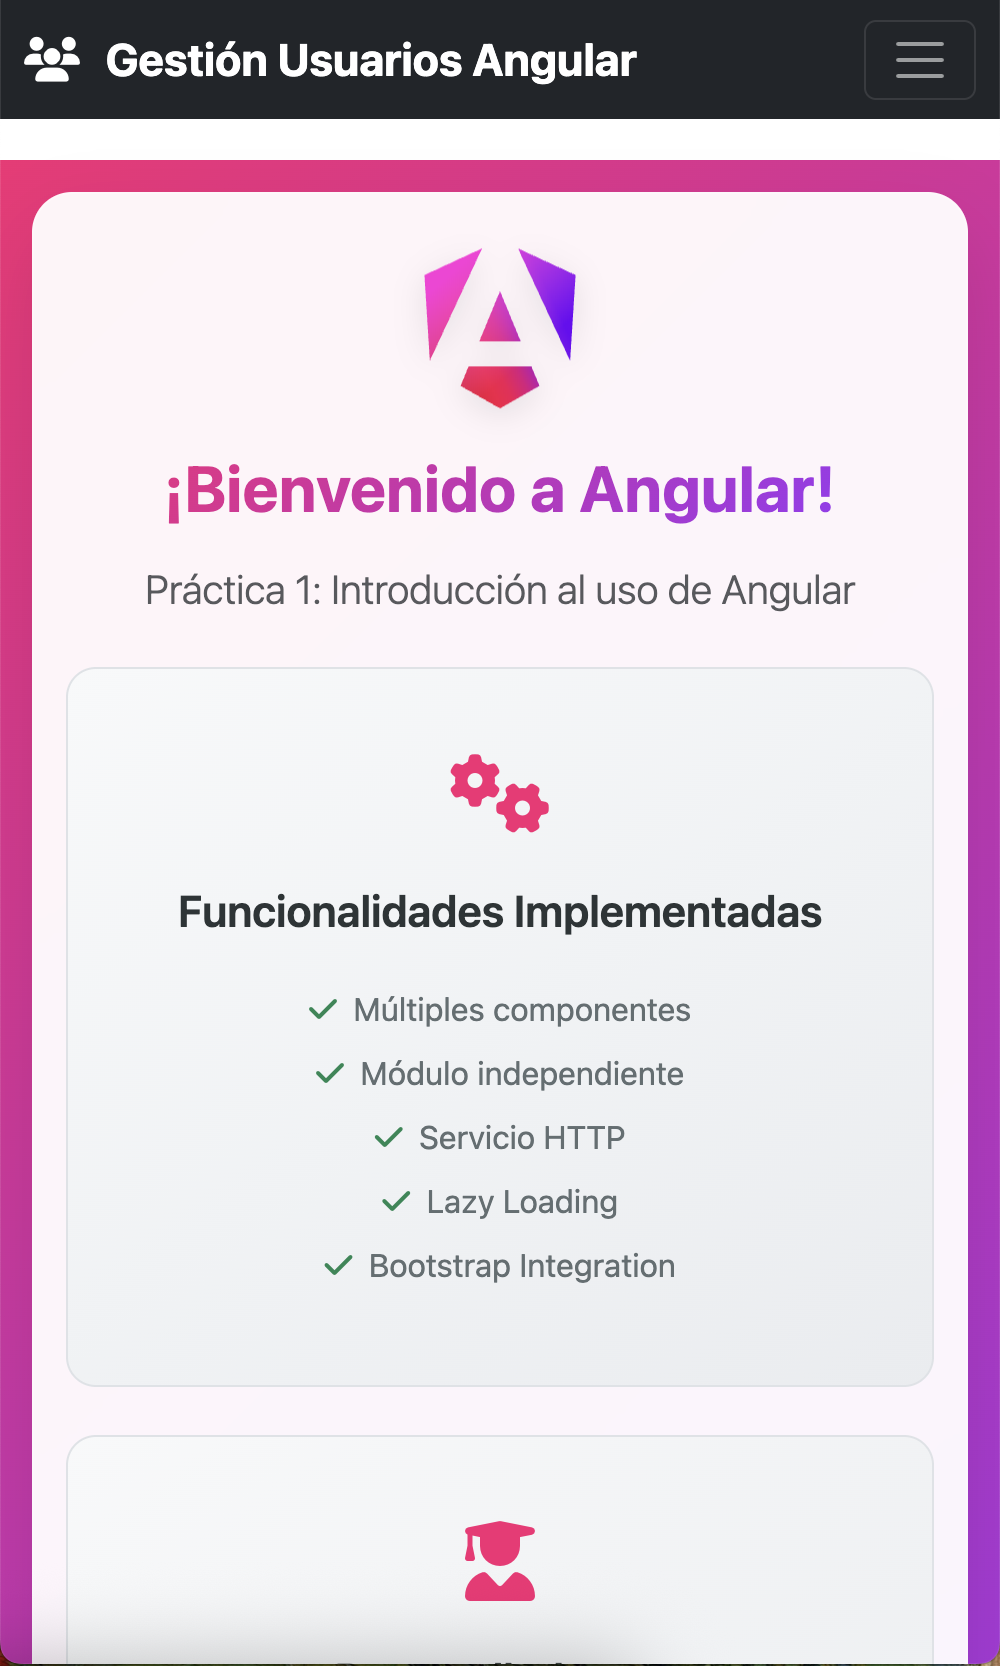 Gestión Usuarios Angular
¡Bienvenido a Angular!
Práctica 1: Introducción al uso de Angular
Funcionalidades Implementadas
Múltiples componentes
Módulo independiente
Servicio HTTP
Lazy Loading
Bootstrap Integration